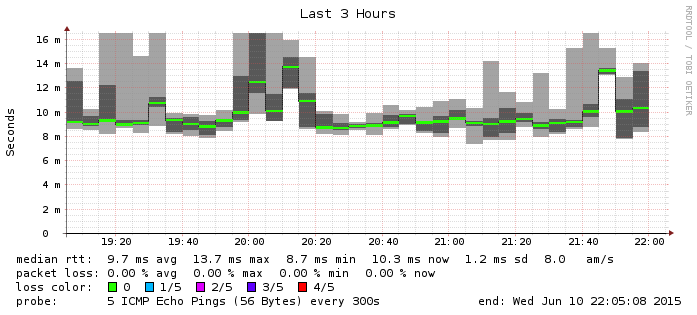 Last 3 Hours
RRDTOOL / TOBI OETIKER
Seconds
16 m
14 m
12 m
10 m
8 m
6 m
4 m
2 m
0
19:20 19:40 20:00 20:20 20:40 21:00 21:20 21:40 22:00
median rtt: 9.7 ms avg 13.7 ms max 8.7 ms min 10.3 ms now 1.2 ms sd 8.0 am/s
packet loss: 0.00 % avg 0.00 % max 0.00 % min 0.00 % now
loss color: 0 1/5 2/5 3/5 4/5
probe: 5 ICMP Echo Pings (56 Bytes) every 300s end: Wed Jun 10 22:05:08 2015